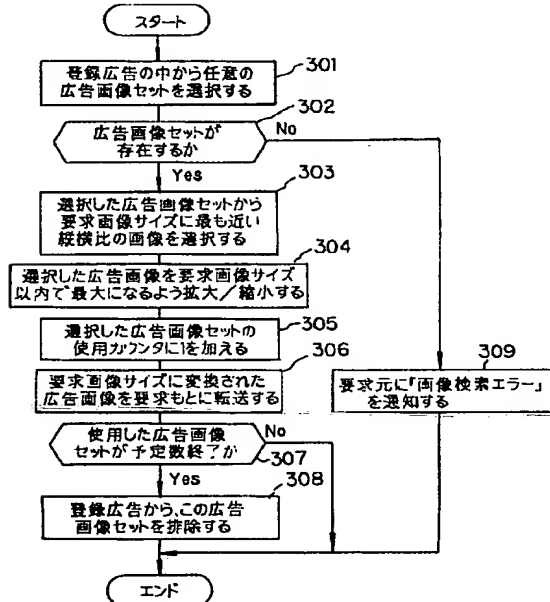 スタート
登録広告の中から任意の
広告画像セットを選択する
301
302
広告画像セットが
存在するか
No
Yes
303
選択した広告画像セットから
要求画像サイズに最も近い
縦横比の画像を選択する
304
選択した広告画像を要求画像サイズ
以内で最大になるよう拡大/縮小する
305
選択した広告画像セットの
使用カウンタに1を加える
306
要求画像サイズに変換された
広告画像を要求もとに転送する
309
要求元に「画像検索エラー」
を通知する
使用した広告画像
セットが予定数終了か
No
307
Yes
308
登録広告から、この広告
画像セットを排除する
エンド